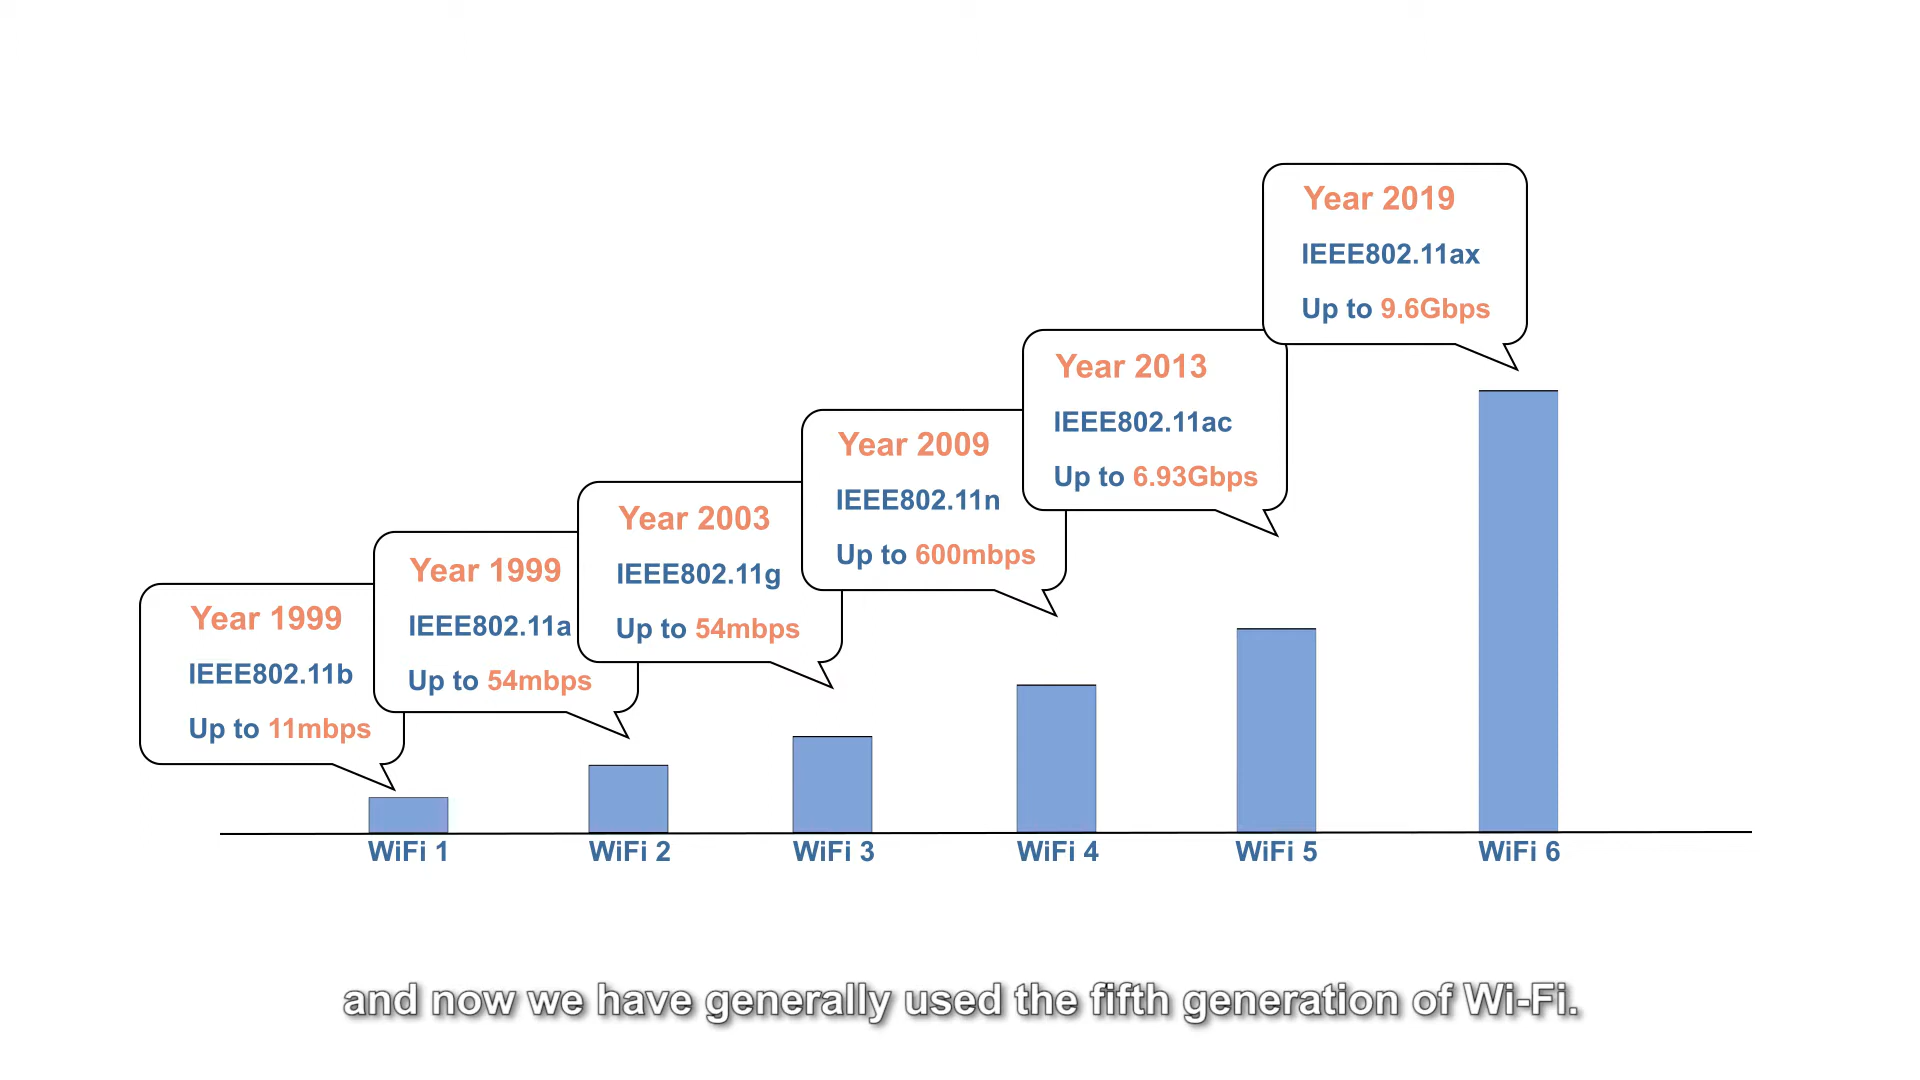 Year 1999
IEEE802.11b
Up to 11mbps
Year 1999
IEEE802.11a
Up to 54mbps
Year 2003
IEEE802.11g
Up to 54mbps
Year 2009
IEEE802.11n
Up to 600mbps
Year 2013
IEEE802.11ac
Up to 6.93Gbps
Year 2019
IEEE802.11ax
Up to 9.6Gbps
WiFi 1
WiFi 2
WiFi 3
WiFi 4
WiFi 5
WiFi 6
and now we have generally used the fifth generation of Wi-Fi.